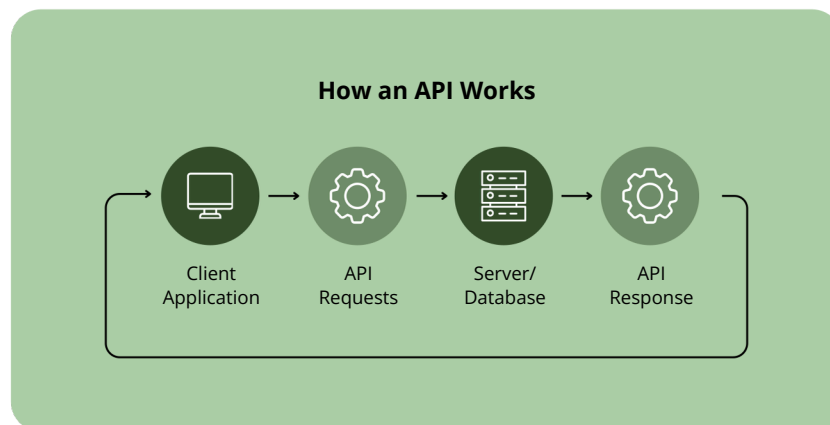 How an API Works
Client
Application
API
Requests
Server/
Database
API
Response